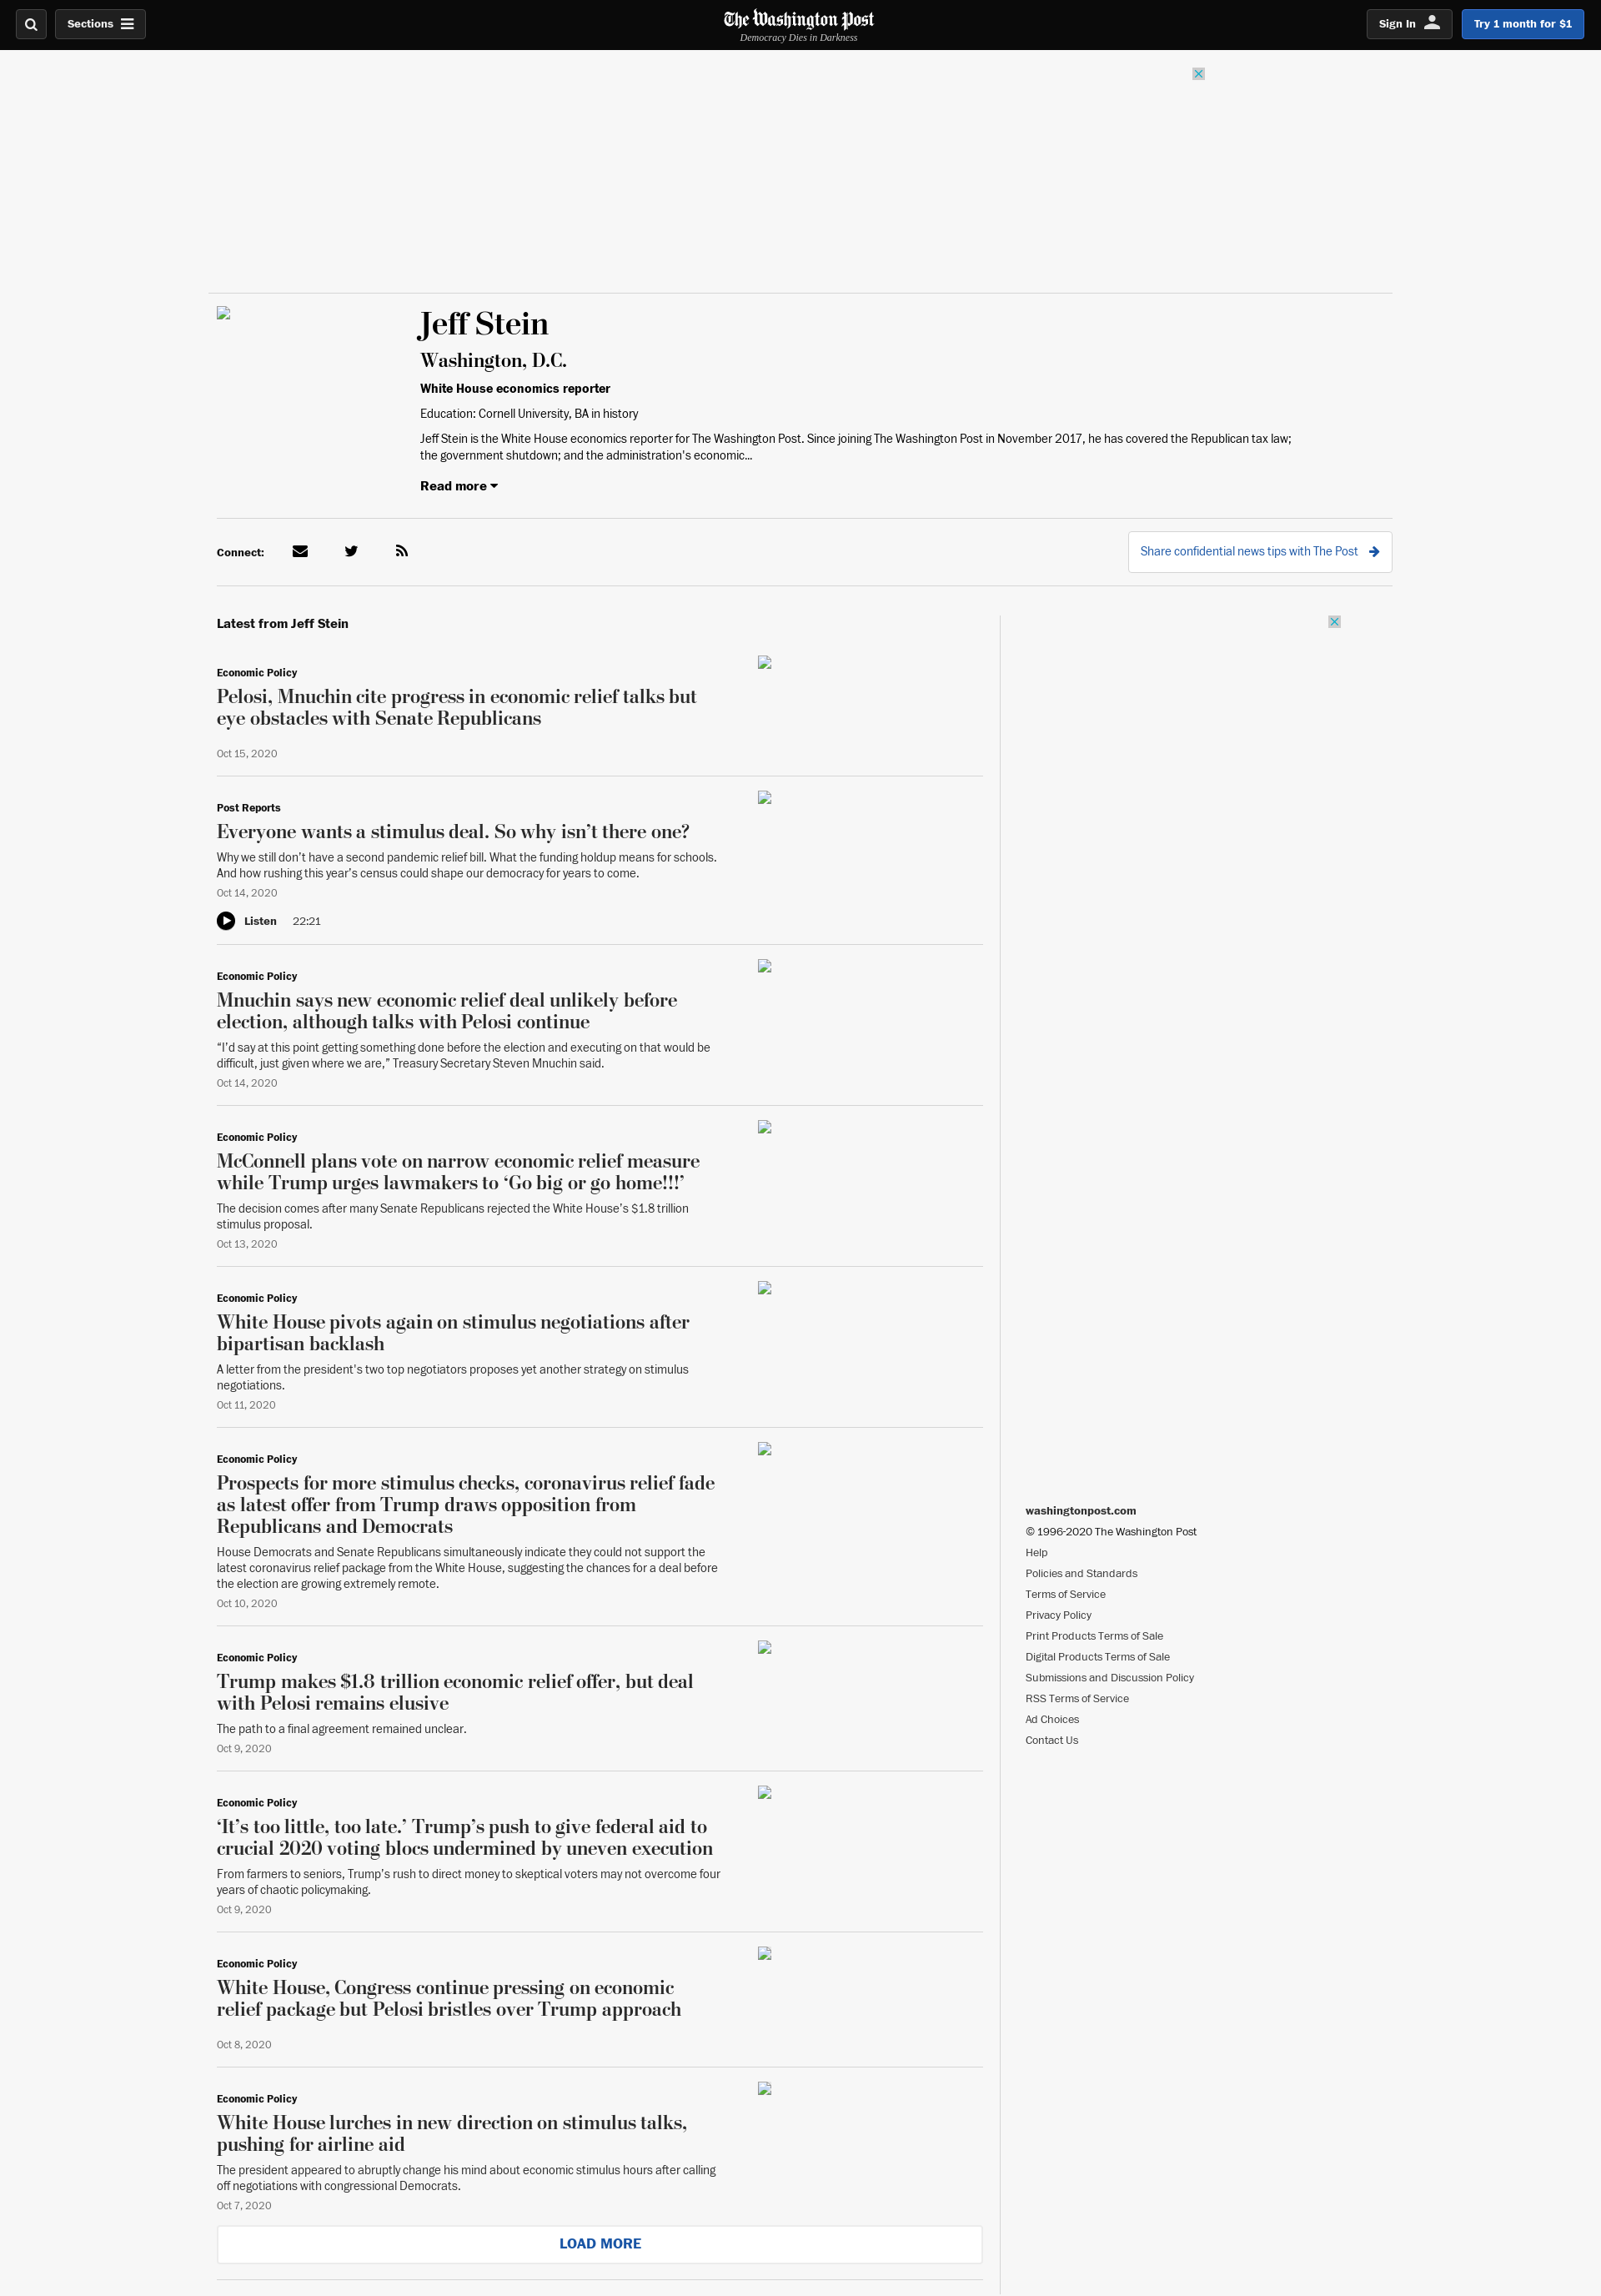 Sections
The Washington Post
Democracy Dies in Darkness
Sign In
Try 1 month for $1
Jeff Stein
Washington, D.C.
White House economics reporter
Education: Cornell University, BA in history
Jeff Stein is the White House economics reporter for The Washington Post. Since joining The Washington Post in November 2017, he has covered the Republican tax law;
the government shutdown; and the administration's economic...
Read more
Connect:
Share confidential news tips with The Post
Latest from Jeff Stein
Economic Policy
Pelosi, Mnuchin cite progress in economic relief talks but
eye obstacles with Senate Republicans
Oct 15, 2020
Post Reports
Everyone wants a stimulus deal. So why isn’t there one?
Why we still don’t have a second pandemic relief bill. What the funding holdup means for schools.
And how rushing this year’s census could shape our democracy for years to come.
Oct 14, 2020
Listen 22:21
Economic Policy
Mnuchin says new economic relief deal unlikely before
election, although talks with Pelosi continue
“I’d say at this point getting something done before the election and executing on that would be
difficult, just given where we are,” Treasury Secretary Steven Mnuchin said.
Oct 14, 2020
Economic Policy
McConnell plans vote on narrow economic relief measure
while Trump urges lawmakers to ‘Go big or go home!!!’
The decision comes after many Senate Republicans rejected the White House’s $1.8 trillion
stimulus proposal.
Oct 13, 2020
Economic Policy
White House pivots again on stimulus negotiations after
bipartisan backlash
A letter from the president's two top negotiators proposes yet another strategy on stimulus
negotiations.
Oct 11, 2020
Economic Policy
Prospects for more stimulus checks, coronavirus relief fade
as latest offer from Trump draws opposition from
Republicans and Democrats
House Democrats and Senate Republicans simultaneously indicate they could not support the
latest coronavirus relief package from the White House, suggesting the chances for a deal before
the election are growing extremely remote.
Oct 10, 2020
Economic Policy
Trump makes $1.8 trillion economic relief offer, but deal
with Pelosi remains elusive
The path to a final agreement remained unclear.
Oct 9, 2020
Economic Policy
‘It’s too little, too late.’ Trump’s push to give federal aid to
crucial 2020 voting blocs undermined by uneven execution
From farmers to seniors, Trump’s rush to direct money to skeptical voters may not overcome four
years of chaotic policymaking.
Oct 9, 2020
Economic Policy
White House, Congress continue pressing on economic
relief package but Pelosi bristles over Trump approach
Oct 8, 2020
Economic Policy
White House lurches in new direction on stimulus talks,
pushing for airline aid
The president appeared to abruptly change his mind about economic stimulus hours after calling
off negotiations with congressional Democrats.
Oct 7, 2020
LOAD MORE
washingtonpost.com
© 1996-2020 The Washington Post
Help
Policies and Standards
Terms of Service
Privacy Policy
Print Products Terms of Sale
Digital Products Terms of Sale
Submissions and Discussion Policy
RSS Terms of Service
Ad Choices
Contact Us